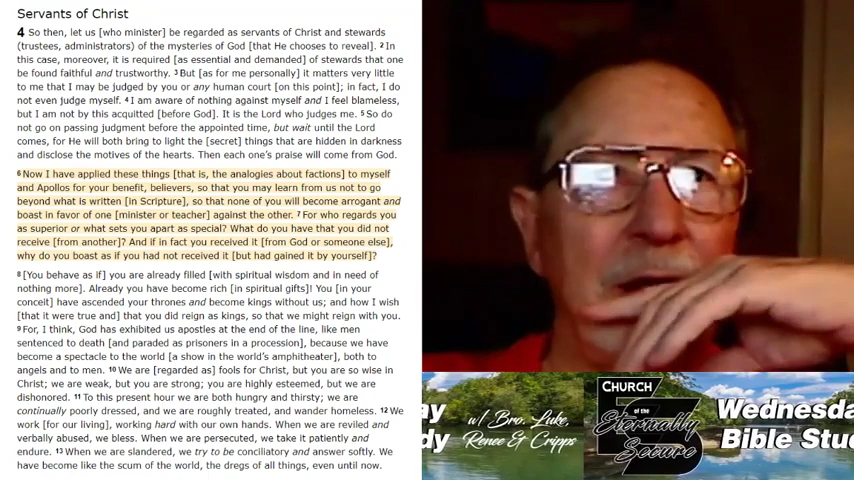 Servants of Christ
4 So then, let us [who minister] be regarded as servants of Christ and stewards
(trustees, administrators) of the mysteries of God [that He chooses to reveal]. 2 In
this case, moreover, it is required [as essential and demanded] of stewards that one
be found faithful and trustworthy. 3 But [as for me personally] it matters very little
to me that I may be judged by you or any human court [on this point]; in fact, I do
not even judge myself. 4 I am aware of nothing against myself and I feel blameless,
but I am not by this acquitted [before God]. It is the Lord who judges me. 5 So do
not go on passing judgment before the appointed time, but wait until the Lord
comes, for He will both bring to light the [secret] things that are hidden in darkness
and disclose the motives of the hearts. Then each one's praise will come from God.
6 Now I have applied these things [that is, the analogies about factions] to myself
and Apollos for your benefit, believers, so that you may learn from us not to go
beyond what is written [in Scripture], so that none of you will become arrogant and
boast in favor of one [minister or teacher] against the other. 7 For who regards you
as superior or what sets you apart as special? What do you have that you did not
receive [from another]? And if in fact you received it [from God or someone else],
why do you boast as if you had not received it [but had gained it by yourself]?
8 [You behave as if] you are already filled [with spiritual wisdom and in need of
nothing more]. Already you have become rich [in spiritual gifts]! You [in your
conceit] have ascended your thrones and become kings without us; and how I wish
[that it were true and] that you did reign as kings, so that we might reign with you.
9 For, I think, God has exhibited us apostles at the end of the line, like men
sentenced to death [and paraded as prisoners in a procession], because we have
become a spectacle to the world [a show in the world's amphitheater], both to
angels and to men. 10 We are [regarded as] fools for Christ, but you are so wise in
Christ; we are weak, but you are strong; you are highly esteemed, but we are
dishonored. 11 To this present hour we are both hungry and thirsty; we are
continually poorly dressed, and we are roughly treated, and wander homeless. 12 We
work [for our living], working hard with our own hands. When we are reviled and
verbally abused, we bless. When we are persecuted, we take it patiently and
endure. 13 When we are slandered, we try to be conciliatory and answer softly. We
have become like the scum of the world, the dregs of all things, even until now.
ay
dy
w/ Bro. Luke,
Renee & Cripps
CHURCH
of the
Eternally
Secure
Wednesda
Bible Stu